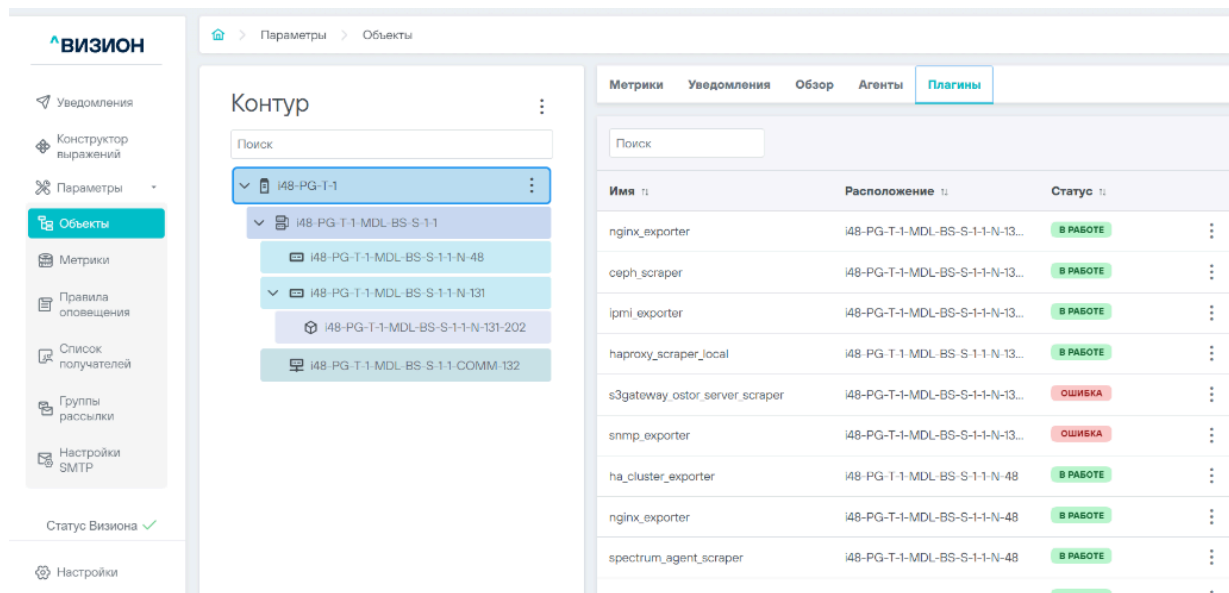 ^ВИЗИОН
Уведомления
Конструктор
выражений
Параметры
Объекты
Метрики
Правила
оповещения
Список
получателей
Группы
рассылки
Настройки
SMTP
Статус Визиона
Настройки
> Параметры > Объекты
Контур
Поиск
i48-PG-T-1
i48-PG-T-1-MDL-BS-S-1-1
i48-PG-T-1-MDL-BS-S-1-1-N-48
i48-PG-T-1-MDL-BS-S-1-1-N-131
i48-PG-T-1-MDL-BS-S-1-1-N-131-202
i48-PG-T-1-MDL-BS-S-1-1-COMM-132
Метрики Уведомления Обзор Агенты Плагины
Поиск
Имя Расположение Статус
nginx_exporter i48-PG-T-1-MDL-BS-S-1-1-N-13... В РАБОТЕ
ceph_scraper i48-PG-T-1-MDL-BS-S-1-1-N-13... В РАБОТЕ
ipmi_exporter i48-PG-T-1-MDL-BS-S-1-1-N-13... В РАБОТЕ
haproxy_scraper_local i48-PG-T-1-MDL-BS-S-1-1-N-13... В РАБОТЕ
s3gateway_ostor_server_scraper i48-PG-T-1-MDL-BS-S-1-1-N-13... ОШИБКА
snmp_exporter i48-PG-T-1-MDL-BS-S-1-1-N-13... ОШИБКА
ha_cluster_exporter i48-PG-T-1-MDL-BS-S-1-1-N-48 В РАБОТЕ
nginx_exporter i48-PG-T-1-MDL-BS-S-1-1-N-48 В РАБОТЕ
spectrum_agent_scraper i48-PG-T-1-MDL-BS-S-1-1-N-48 В РАБОТЕ